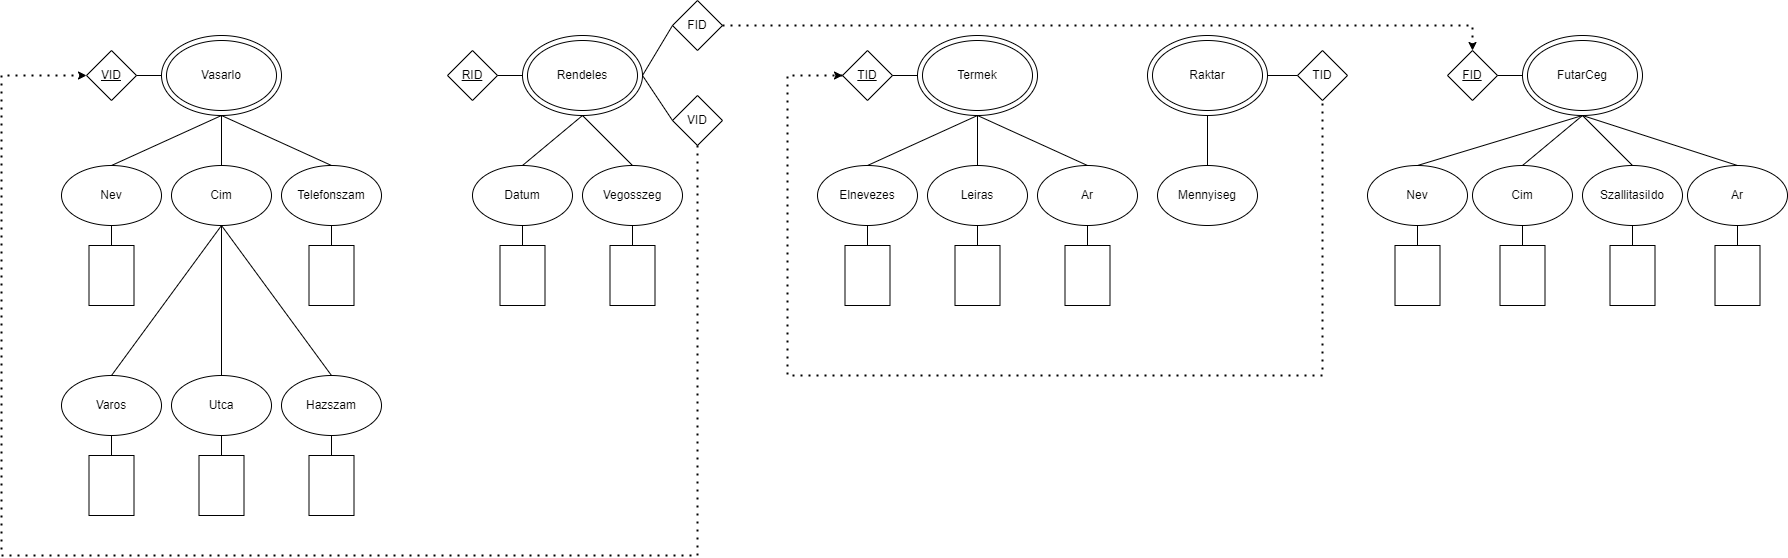 FID
VID
Vasarlo
RID
Rendeles
TID
Termek
Raktar
TID
FID
FutarCeg
VID
Nev
Cim
Telefonszam
Datum
Vegosszeg
Elnevezes
Leiras
Ar
Mennyiseg
Nev
Cim
SzallitasiIdo
Ar
Varos
Utca
Hazszam